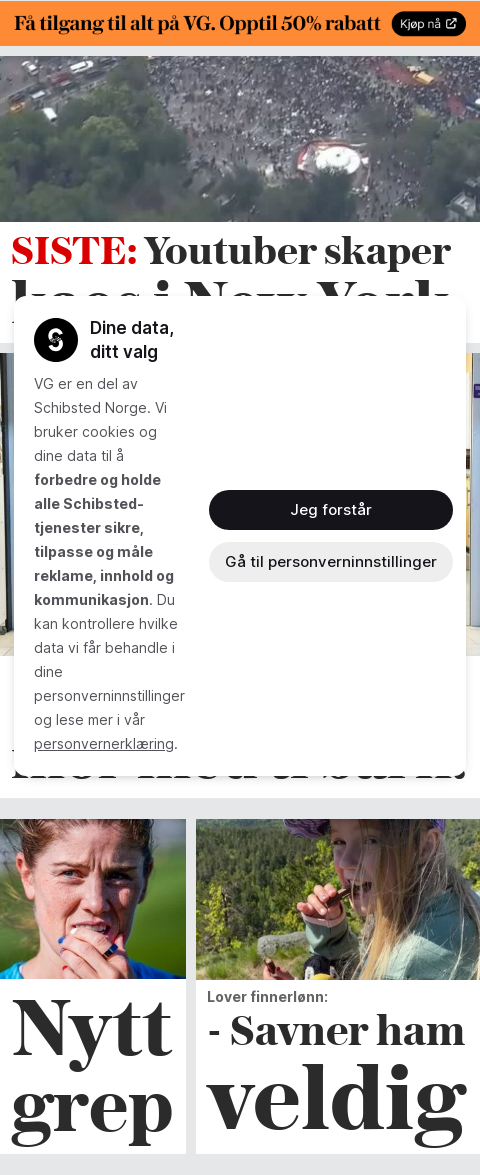 Få tilgang til alt på VG. Opptil 50% rabatt
Kjøp nå
SISTE: Youtuber skaper
kaos i New York
Dine data,
ditt valg
VG er en del av
Schibsted Norge. Vi
bruker cookies og
dine data til å
forbedre og holde
alle Schibsted-
tjenester sikre,
tilpasse og måle
reklame, innhold og
kommunikasjon. Du
kan kontrollere hvilke
data vi får behandle i
dine
personverninnstillinger
og lese mer i vår
personvernerklæring.
Jeg forstår
Gå til personverninnstillinger
Nytt
grep
Lover finnerlønn:
- Savner ham
veldig